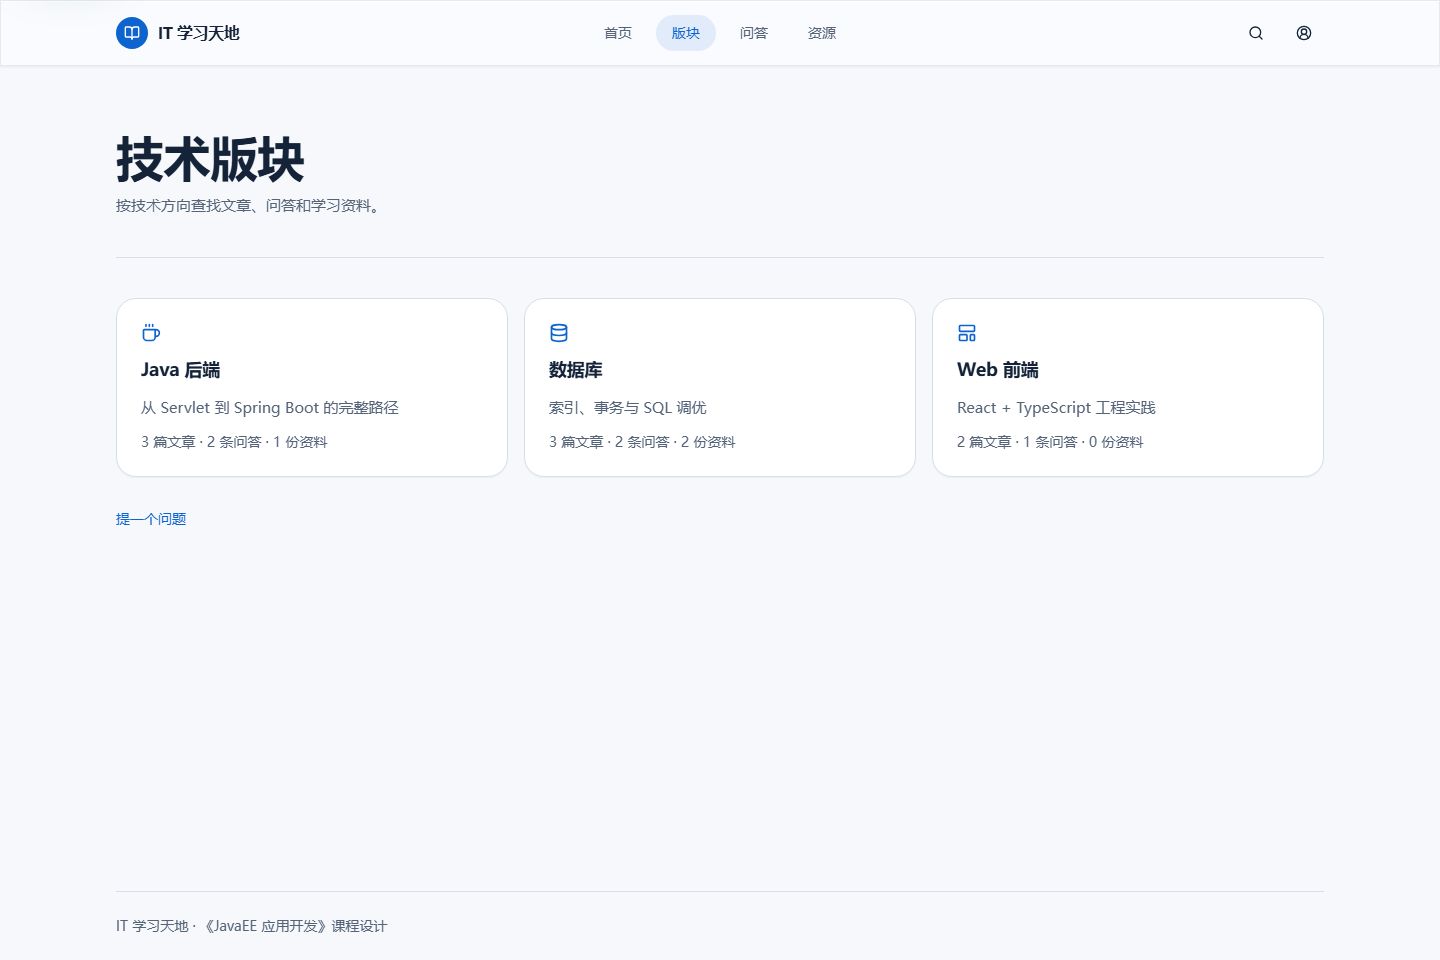 IT 学习天地
首页
版块
问答
资源
技术版块
按技术方向查找文章、问答和学习资料。
Java 后端
从 Servlet 到 Spring Boot 的完整路径
3 篇文章 · 2 条问答 · 1 份资料
数据库
索引、事务与 SQL 调优
3 篇文章 · 2 条问答 · 2 份资料
Web 前端
React + TypeScript 工程实践
2 篇文章 · 1 条问答 · 0 份资料
提一个问题
IT 学习天地 · 《JavaEE 应用开发》课程设计